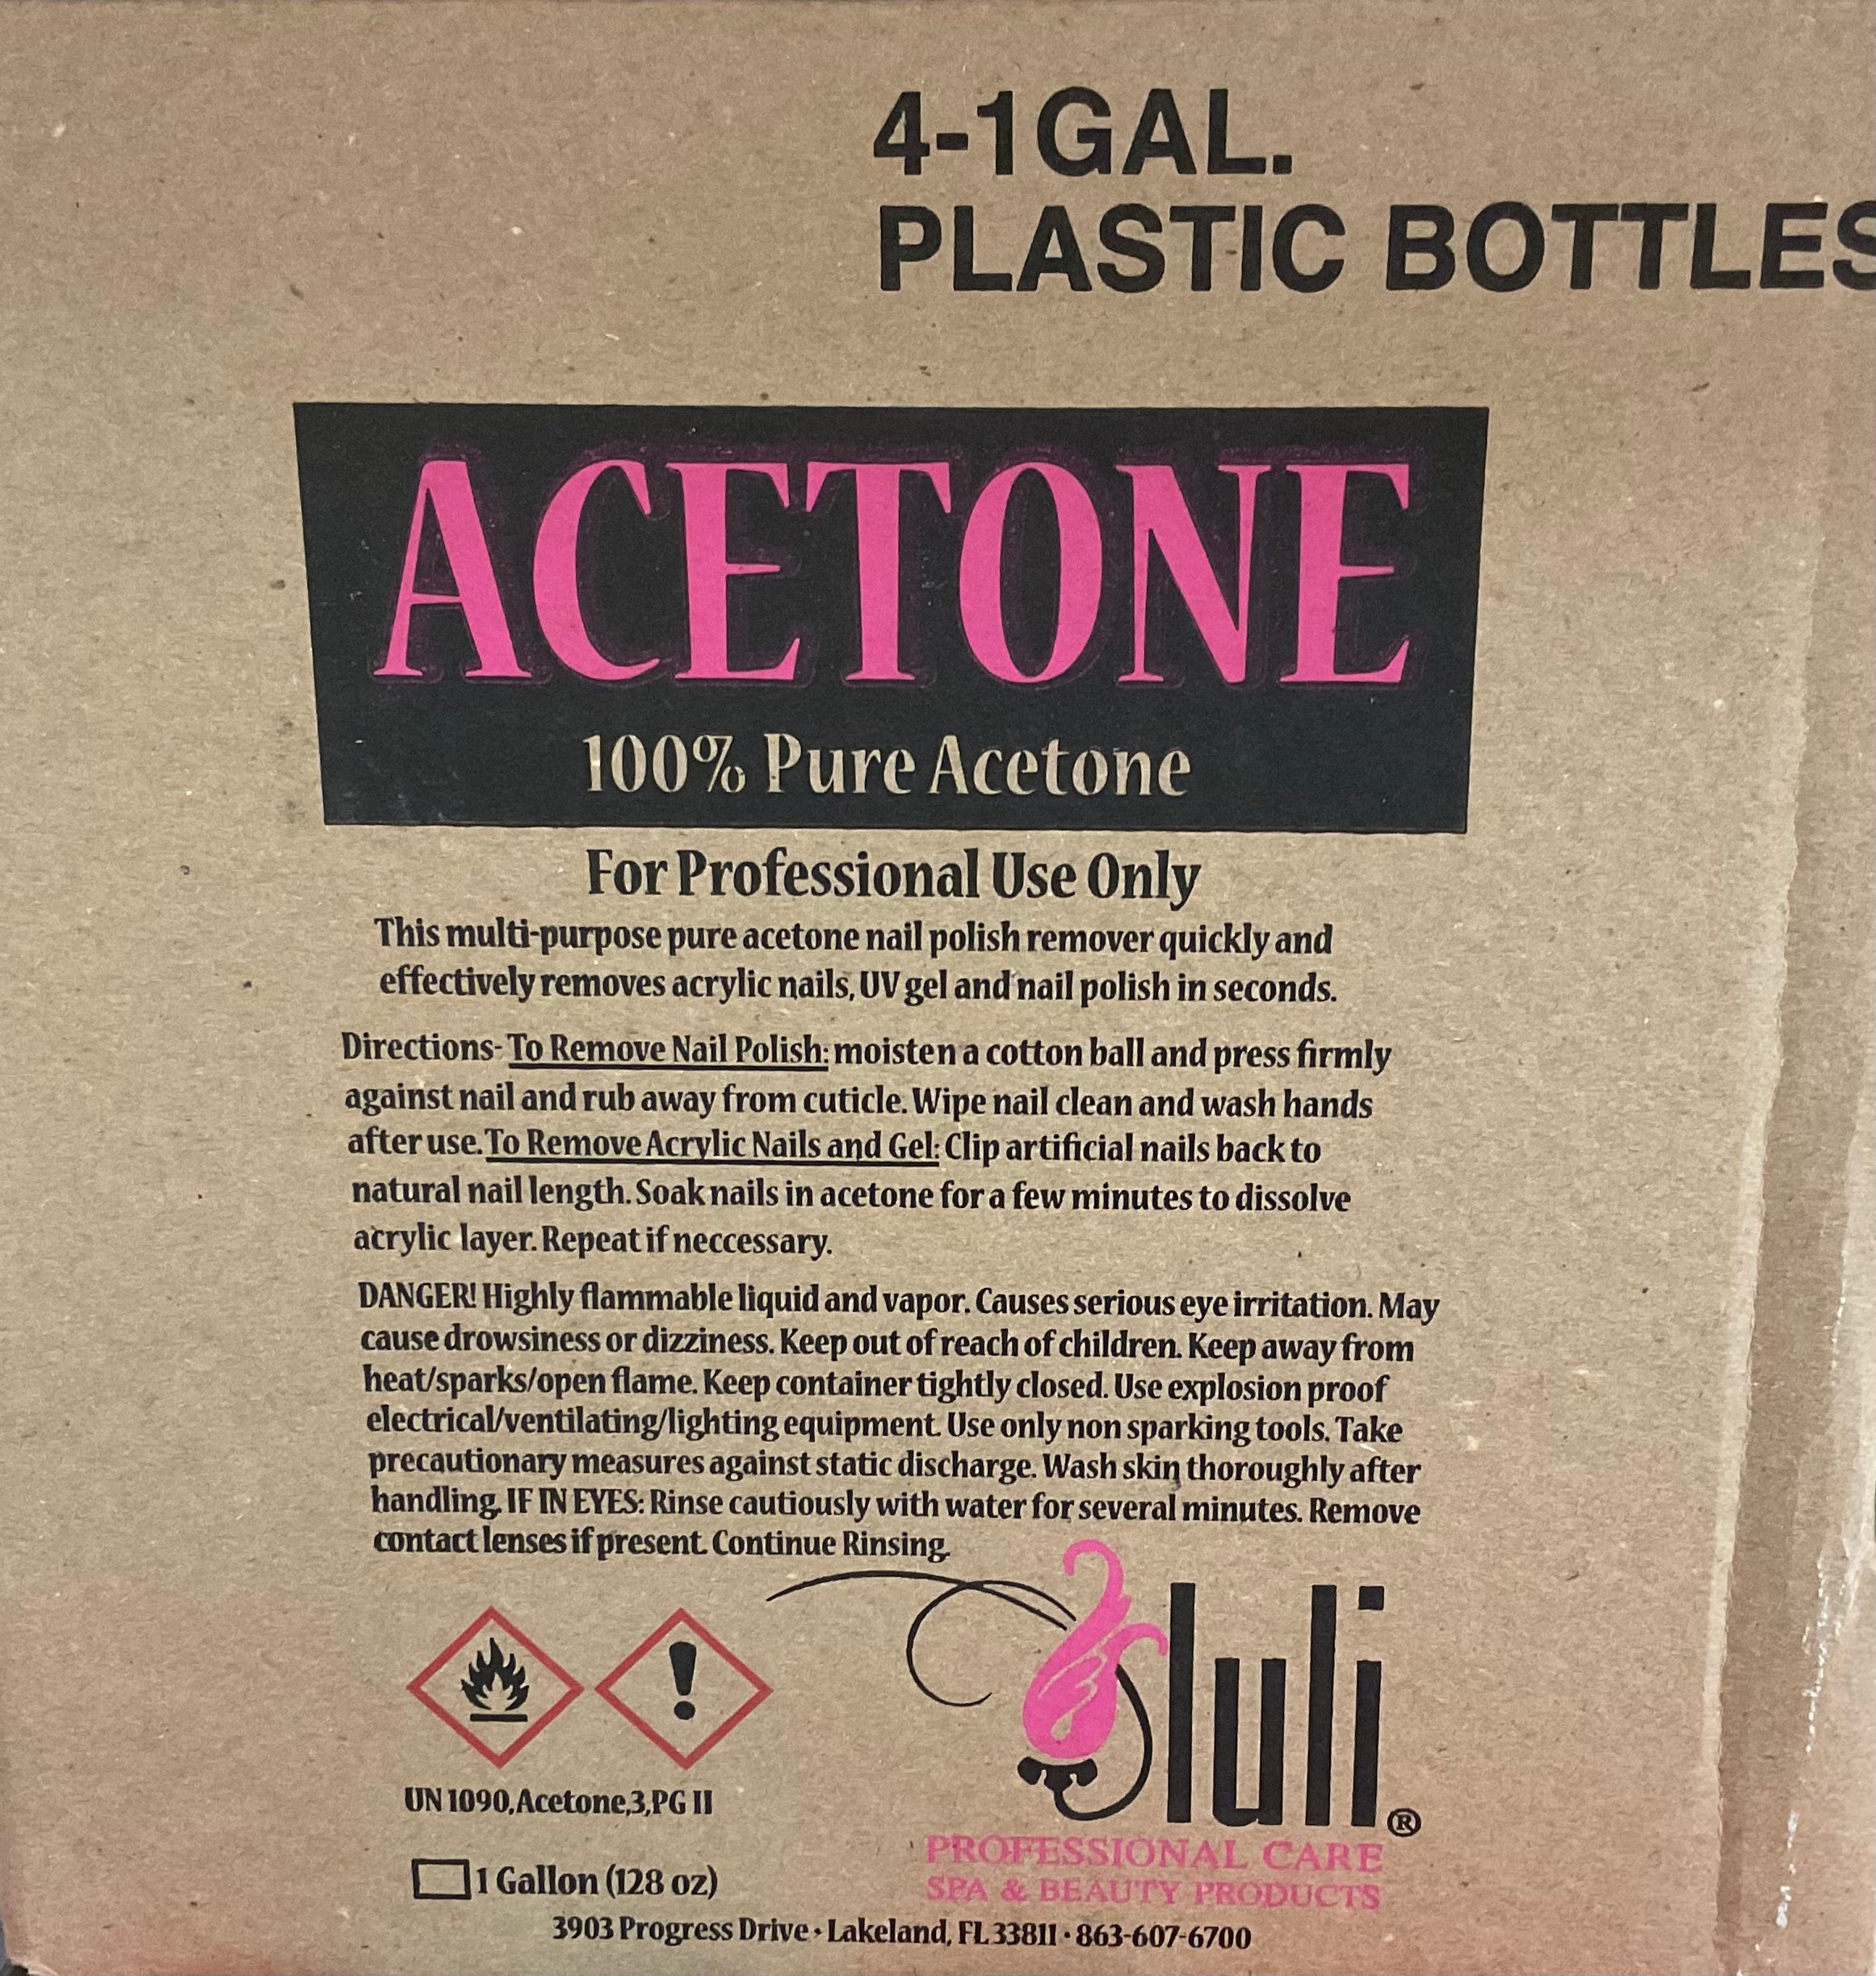 4-1GAL.
PLASTIC BOTTLES
ACETONE
100% Pure Acetone
For Professional Use Only
This multi-purpose pure acetone nail polish remover quickly and
effectively removes acrylic nails, UV gel and nail polish in seconds.
Directions- To Remove Nail Polish: moisten a cotton ball and press firmly
against nail and rub away from cuticle. Wipe nail clean and wash hands
after use. To Remove Acrylic Nails and Gel: Clip artificial nails back to
natural nail length. Soak nails in acetone for a few minutes to dissolve
acrylic layer. Repeat if neccessary.
DANGER! Highly flammable liquid and vapor. Causes serious eye irritation. May
cause drowsiness or dizziness. Keep out of reach of children. Keep away from
heat/sparks/open flame. Keep container tightly closed. Use explosion proof
electrical/ventilating/lighting equipment. Use only non sparking tools. Take
precautionary measures against static discharge. Wash skin thoroughly after
handling. IF IN EYES: Rinse cautiously with water for several minutes. Remove
contact lenses if present. Continue Rinsing.
luli®
UN 1090, Acetone,3,PG II
PROFESSIONAL CARE
SPA & BEAUTY PRODUCTS
1 Gallon (128 oz)
3903 Progress Drive · Lakeland, FL 33811 · 863-607-6700